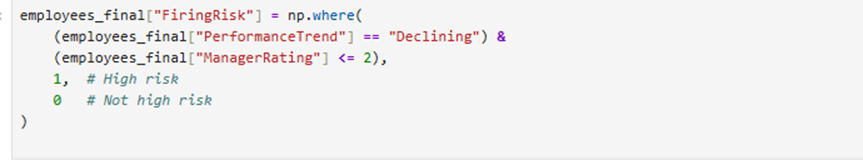 employees_final["FiringRisk"] = np.where(
    (employees_final["PerformanceTrend"] == "Declining") &
    (employees_final["ManagerRating"] <= 2),
    1,  # High risk
    0   # Not high risk
)